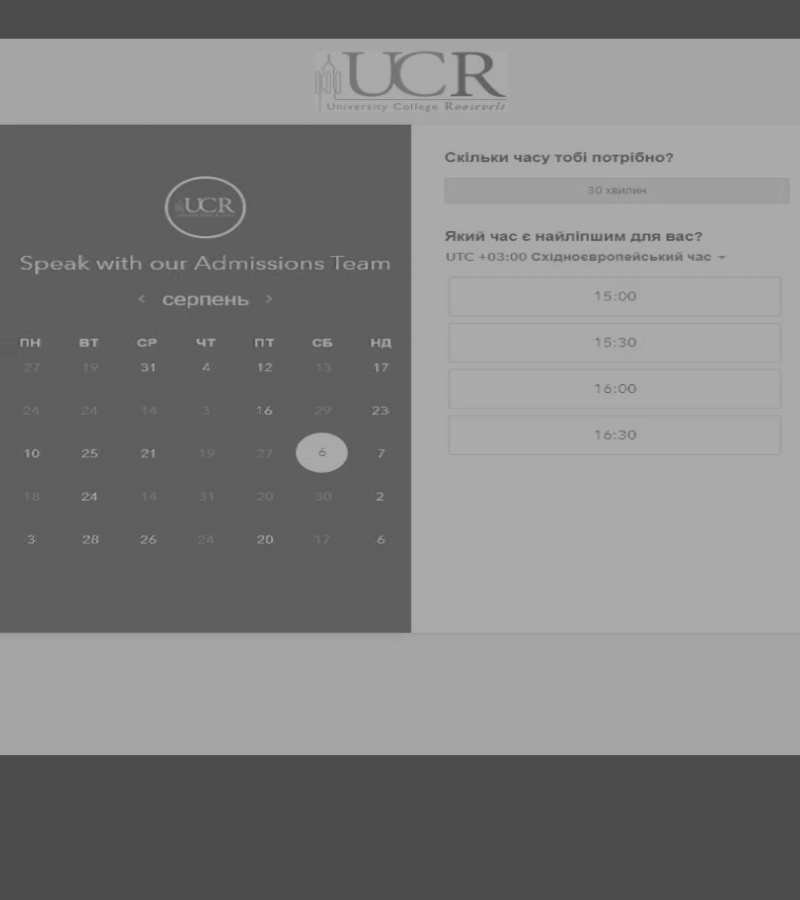 UCR
University College Roosevelt
UCR
Speak with our Admissions Team
< серпень >
ПН ВТ СР ЧТ ПТ СБ НД
27 19 31 4 12 13 17
24 24 14 3 16 29 23
10 25 21 19 27 6 7
18 24 14 31 20 30 2
3 28 26 24 20 17 6
Скільки часу тобі потрібно?
30 хвилин
Який час є найліпшим для вас?
UTC +03:00 Східноєвропейський час
15:00
15:30
16:00
16:30